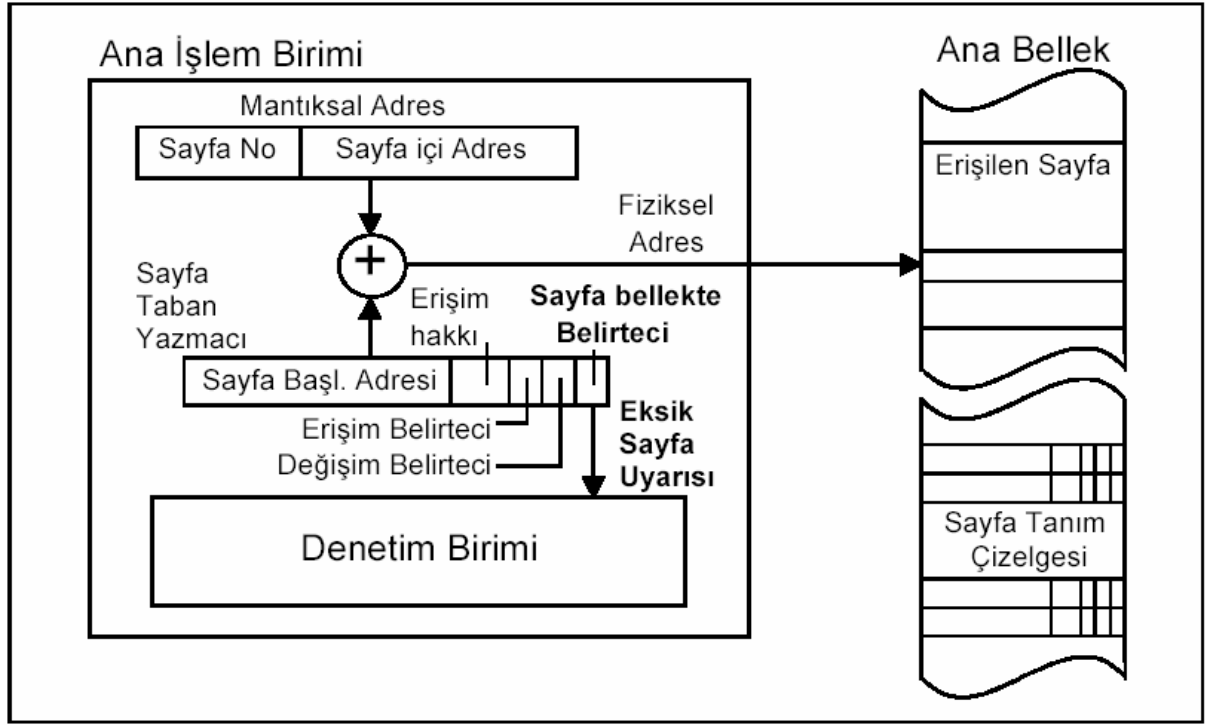 Ana İşlem Birimi
Mantıksal Adres
Sayfa No
Sayfa içi Adres
+
Fiziksel
Adres
Sayfa
Taban
Yazmacı
Erişim
hakkı
Sayfa bellekte
Belirteci
Sayfa Başl. Adresi
Erişim Belirteci
Değişim Belirteci
Eksik
Sayfa
Uyarısı
Denetim Birimi
Ana Bellek
Erişilen Sayfa
Sayfa Tanım
Çizelgesi